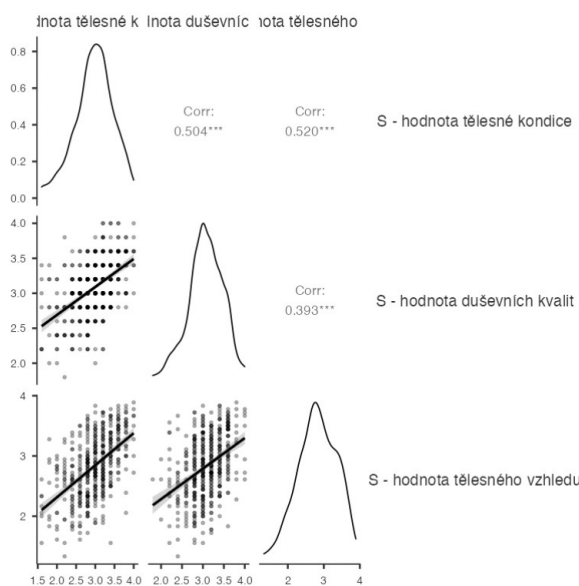 ınota tělesné k
ınota duševníc
ıota tělesného
0.8
0.6
0.4
0.2
0.0
Corr:
0.504***
Corr:
0.520***
S - hodnota tělesné kondice
4.0
3.5
3.0
2.5
2.0
Corr:
0.393***
S - hodnota duševních kvalit
4
3
2
S - hodnota tělesného vzhledu
1.5 2.0 2.5 3.0 3.5 4.0
2.0 2.5 3.0 3.5 4.0
2 3 4